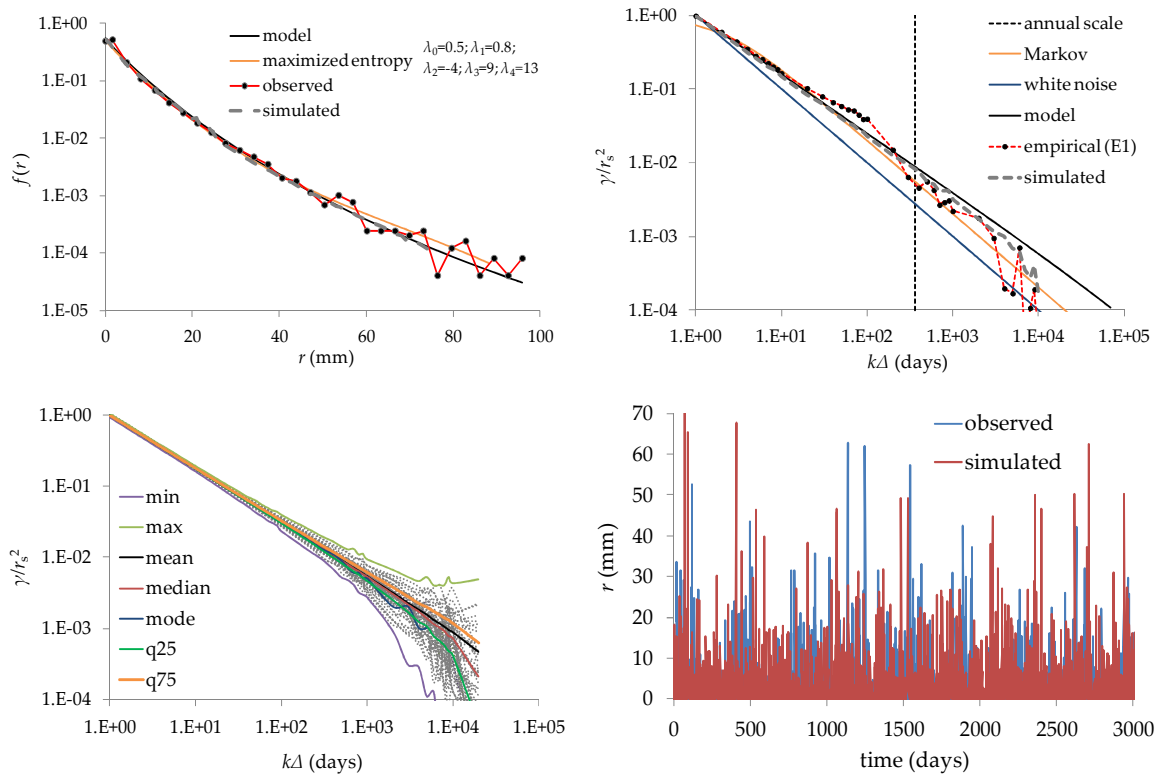 1.E+00
1.E-01
1.E-02
1.E-03
1.E-04
1.E-05
f(r)
0
20
40
60
80
100
r (mm)
model
maximized entropy
observed
simulated
λ0=0.5; λ1=0.8;
λ2=-4; λ3=9; λ4=13
1.E+00
1.E-01
1.E-02
1.E-03
1.E-04
γ/rs²
1.E+00
1.E+01
1.E+02
1.E+03
1.E+04
1.E+05
kΔ (days)
annual scale
Markov
white noise
model
empirical (E1)
simulated
1.E+00
1.E-01
1.E-02
1.E-03
1.E-04
γ/rs²
1.E+00
1.E+01
1.E+02
1.E+03
1.E+04
1.E+05
kΔ (days)
min
max
mean
median
mode
q25
q75
70
60
50
40
30
20
10
0
r (mm)
0
500
1000
1500
2000
2500
3000
time (days)
observed
simulated